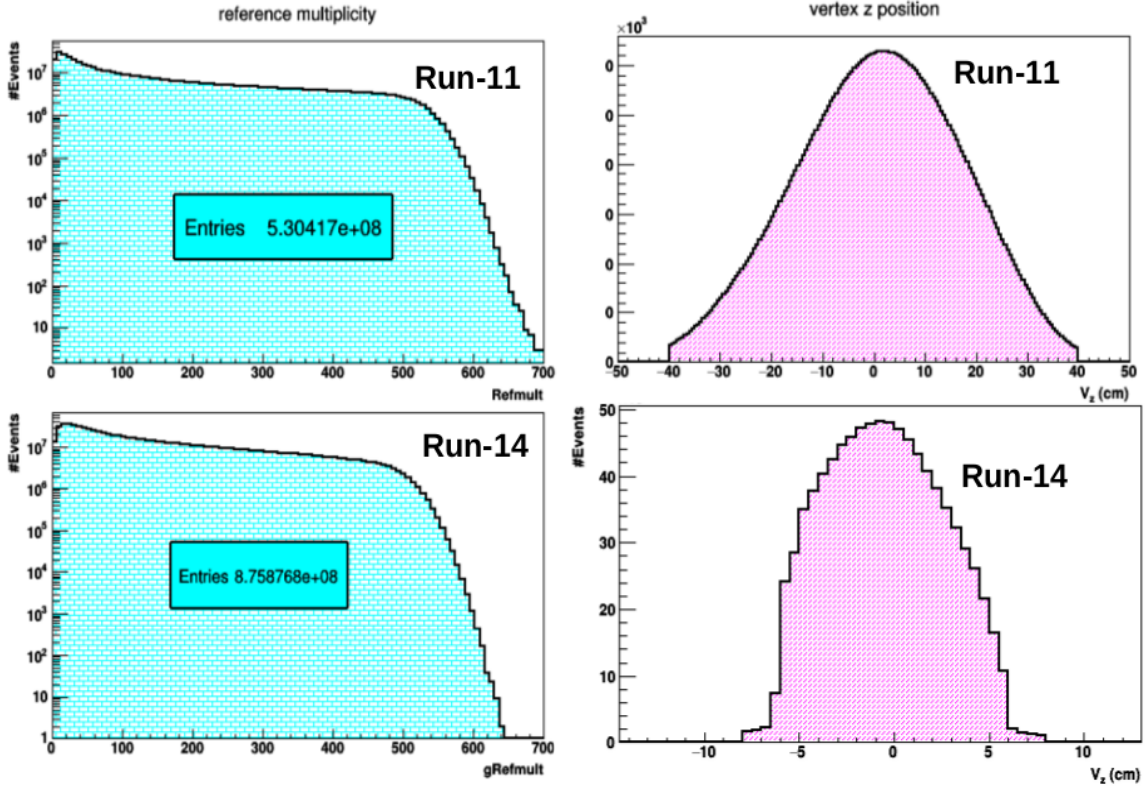 reference multiplicity
#Events
10^7
10^6
10^5
10^4
10^3
10^2
10
Run-11
Entries 5.30417e+08
0 100 200 300 400 500 600 700
Refmult
vertex z position
×10^3
0
0
0
0
0
0
0
Run-11
−50 −40 −30 −20 −10 0 10 20 30 40 50
V_z (cm)
#Events
10^7
10^6
10^5
10^4
10^3
10^2
10
1
Run-14
Entries 8.758768e+08
0 100 200 300 400 500 600 700
gRefmult
#Events
50
40
30
20
10
0
Run-14
−10 −5 0 5 10
V_z (cm)